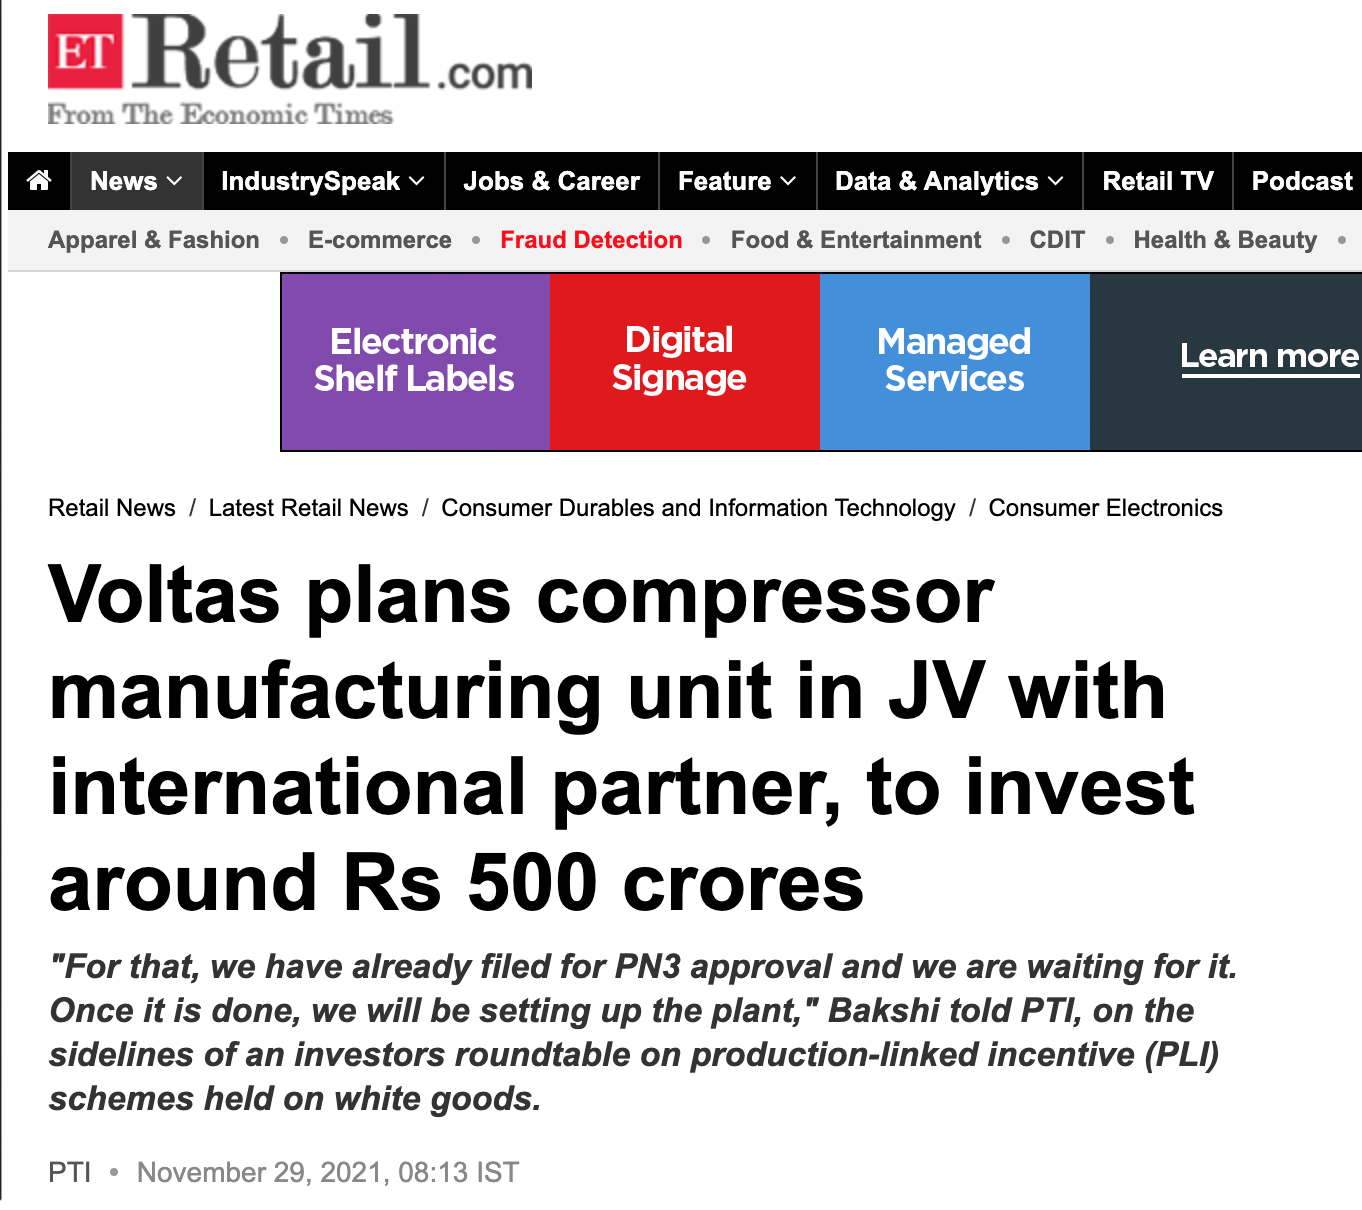 ET Retail.com
From The Economic Times
News IndustrySpeak Jobs & Career Feature Data & Analytics Retail TV Podcast
Apparel & Fashion • E-commerce • Fraud Detection • Food & Entertainment • CDIT • Health & Beauty •
Electronic
Shelf Labels
Digital
Signage
Managed
Services
Learn more
Retail News / Latest Retail News / Consumer Durables and Information Technology / Consumer Electronics
Voltas plans compressor
manufacturing unit in JV with
international partner, to invest
around Rs 500 crores
"For that, we have already filed for PN3 approval and we are waiting for it.
Once it is done, we will be setting up the plant," Bakshi told PTI, on the
sidelines of an investors roundtable on production-linked incentive (PLI)
schemes held on white goods.
PTI • November 29, 2021, 08:13 IST